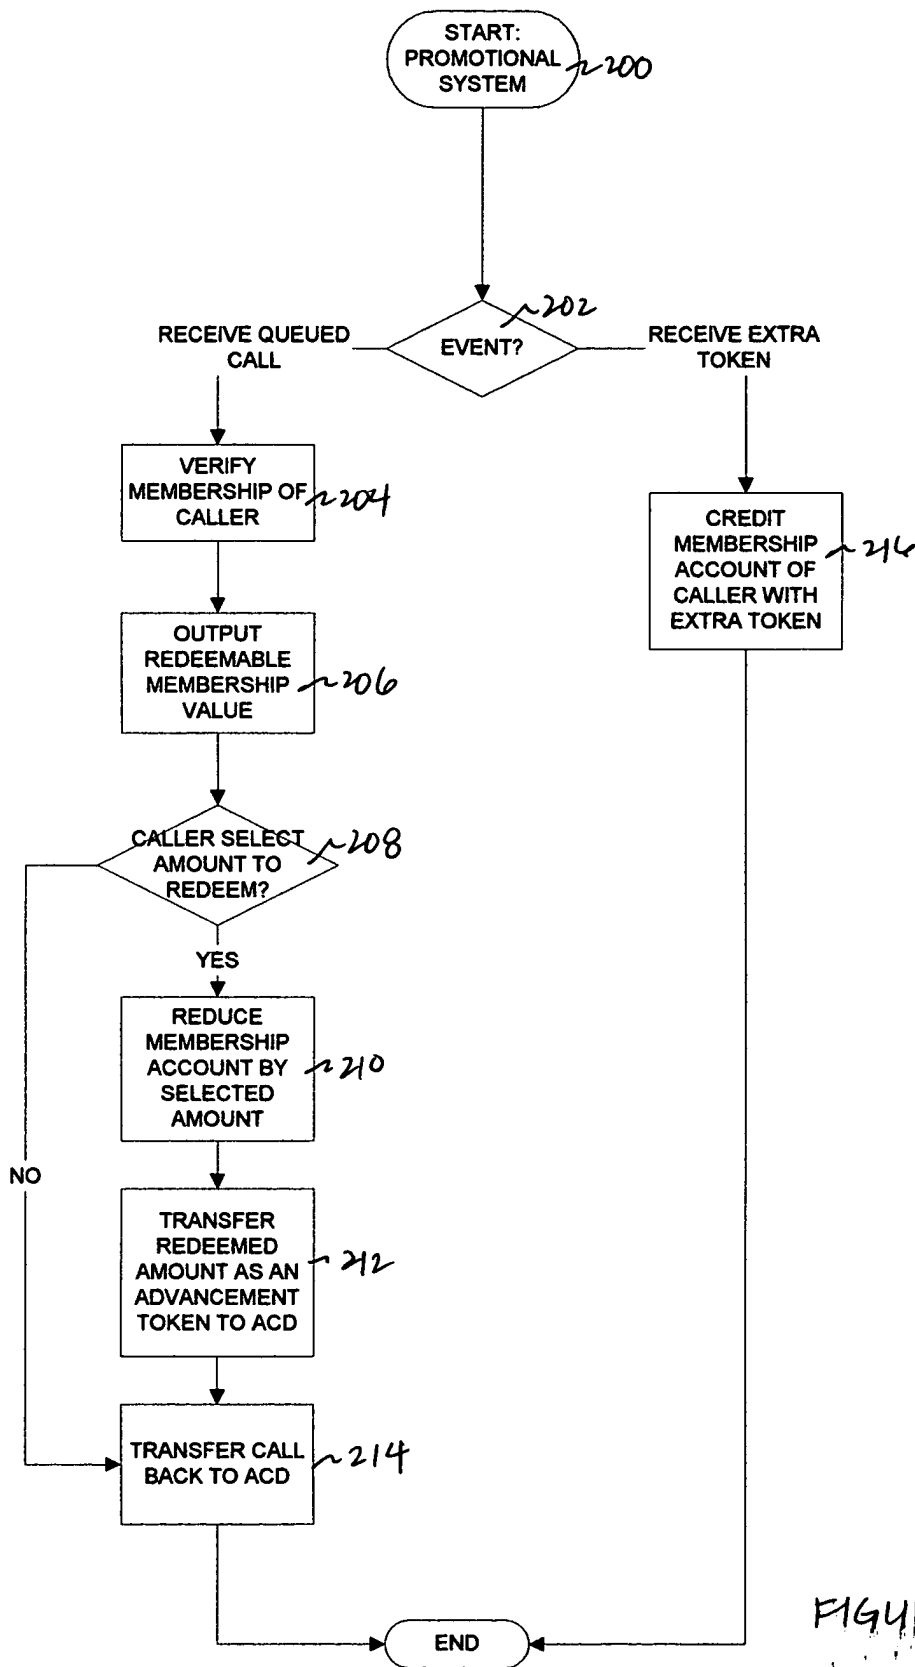 START:
PROMOTIONAL
SYSTEM
200
202
EVENT?
RECEIVE QUEUED
CALL
RECEIVE EXTRA
TOKEN
VERIFY
MEMBERSHIP OF
CALLER
204
CREDIT
MEMBERSHIP
ACCOUNT OF
CALLER WITH
EXTRA TOKEN
216
OUTPUT
REDEEMABLE
MEMBERSHIP
VALUE
206
CALLER SELECT
AMOUNT TO
REDEEM?
208
YES
REDUCE
MEMBERSHIP
ACCOUNT BY
SELECTED
AMOUNT
210
NO
TRANSFER
REDEEMED
AMOUNT AS AN
ADVANCEMENT
TOKEN TO ACD
212
TRANSFER CALL
BACK TO ACD
214
END